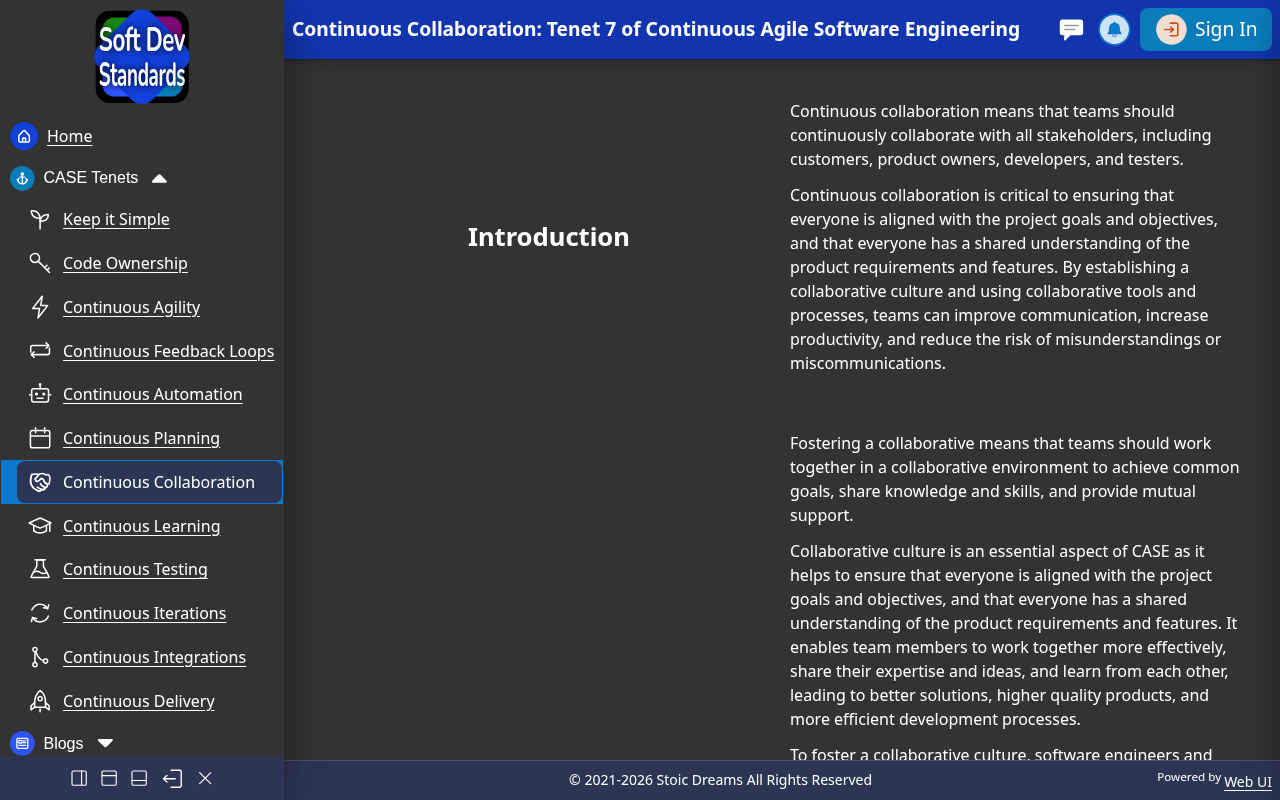 Soft Dev
Standards
Home
CASE Tenets
Keep it Simple
Code Ownership
Continuous Agility
Continuous Feedback Loops
Continuous Automation
Continuous Planning
Continuous Collaboration
Continuous Learning
Continuous Testing
Continuous Iterations
Continuous Integrations
Continuous Delivery
Blogs
Continuous Collaboration: Tenet 7 of Continuous Agile Software Engineering
Sign In
Introduction
Continuous collaboration means that teams should
continuously collaborate with all stakeholders, including
customers, product owners, developers, and testers.
Continuous collaboration is critical to ensuring that
everyone is aligned with the project goals and objectives,
and that everyone has a shared understanding of the
product requirements and features. By establishing a
collaborative culture and using collaborative tools and
processes, teams can improve communication, increase
productivity, and reduce the risk of misunderstandings or
miscommunications.
Fostering a collaborative means that teams should work
together in a collaborative environment to achieve common
goals, share knowledge and skills, and provide mutual
support.
Collaborative culture is an essential aspect of CASE as it
helps to ensure that everyone is aligned with the project
goals and objectives, and that everyone has a shared
understanding of the product requirements and features. It
enables team members to work together more effectively,
share their expertise and ideas, and learn from each other,
leading to better solutions, higher quality products, and
more efficient development processes.
To foster a collaborative culture, software engineers and
© 2021-2026 Stoic Dreams All Rights Reserved
Powered by Web UI